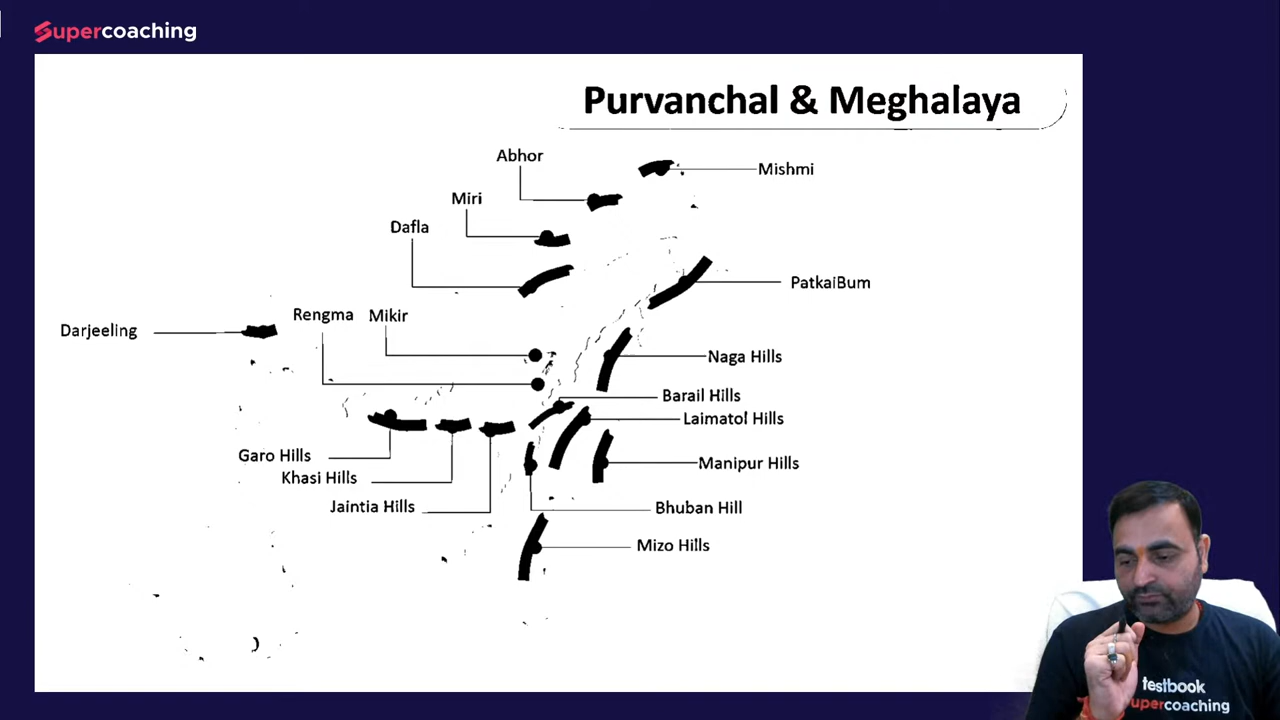 Supercoaching
Purvanchal & Meghalaya
Abhor
Mishmi
Miri
Dafla
PatkaiBum
Rengma
Mikir
Darjeeling
Naga Hills
Barail Hills
Laimatol Hills
Garo Hills
Manipur Hills
Khasi Hills
Jaintia Hills
Bhuban Hill
Mizo Hills
testbook
supercoaching